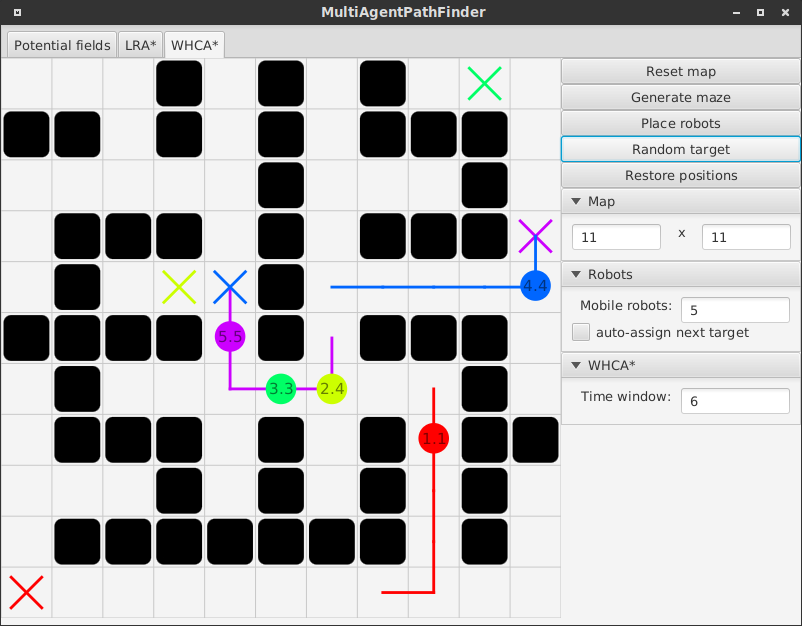 MultiAgentPathFinder
Potential fields LRA* WHCA*
Reset map
Generate maze
Place robots
Random target
Restore positions
Map
11 x 11
4.4
Robots
Mobile robots: 5
5.5
auto-assign next target
WHCA*
3.3 2.4
Time window: 6
1.1